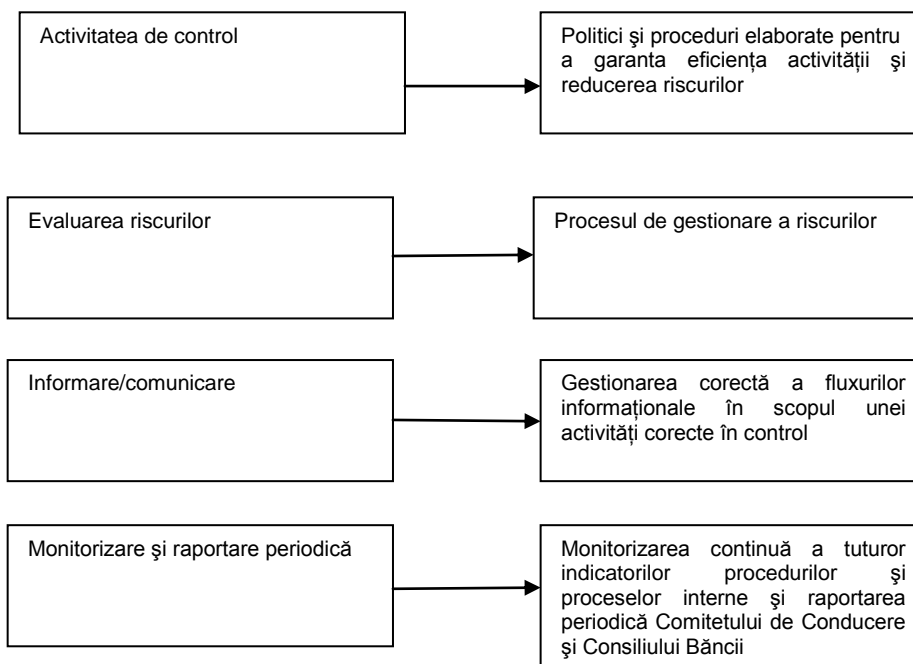 Activitatea de control
Politici şi proceduri elaborate pentru
a garanta eficiența activității şi
reducerea riscurilor
Evaluarea riscurilor
Procesul de gestionare a riscurilor
Informare/comunicare
Gestionarea corectă a fluxurilor
informaționale în scopul unei
activități corecte în control
Monitorizare şi raportare periodică
Monitorizarea continuă a tuturor
indicatorilor procedurilor şi
proceselor interne şi raportarea
periodică Comitetului de Conducere
şi Consiliului Băncii